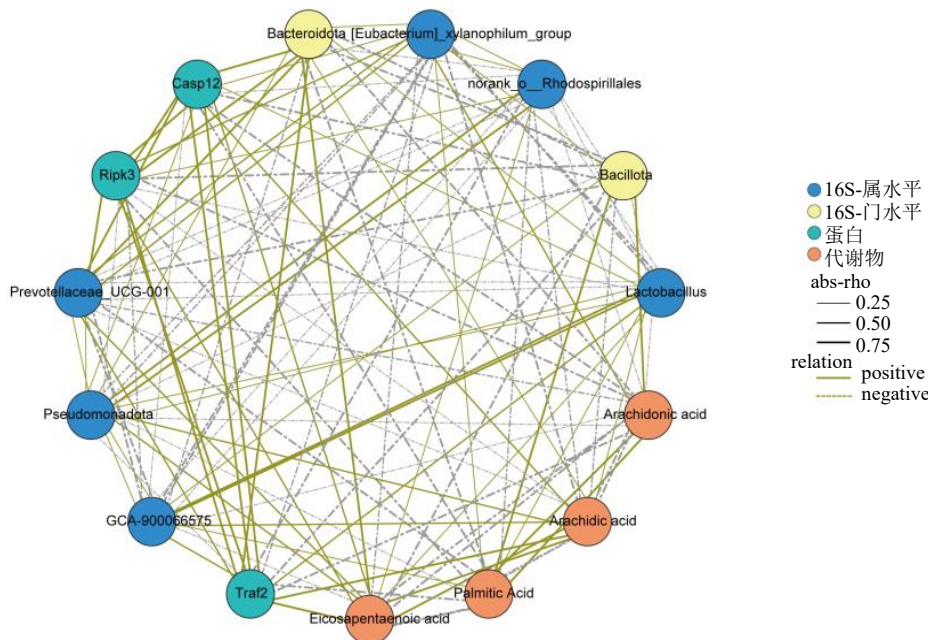 Bacteroidota [Eubacterium]_xylanophilum_group
Casp12
norank_o__Rhodospirillales
Ripk3
Bacillota
Prevotellaceae_UCG-001
Lactobacillus
Pseudomonadota
Arachidonic acid
GCA-900066575
Arachidic acid
Traf2
Palmitic Acid
Eicosapentaenoic acid
16S-属水平
16S-门水平
蛋白
代谢物
abs-rho
0.25
0.50
0.75
relation
positive
negative